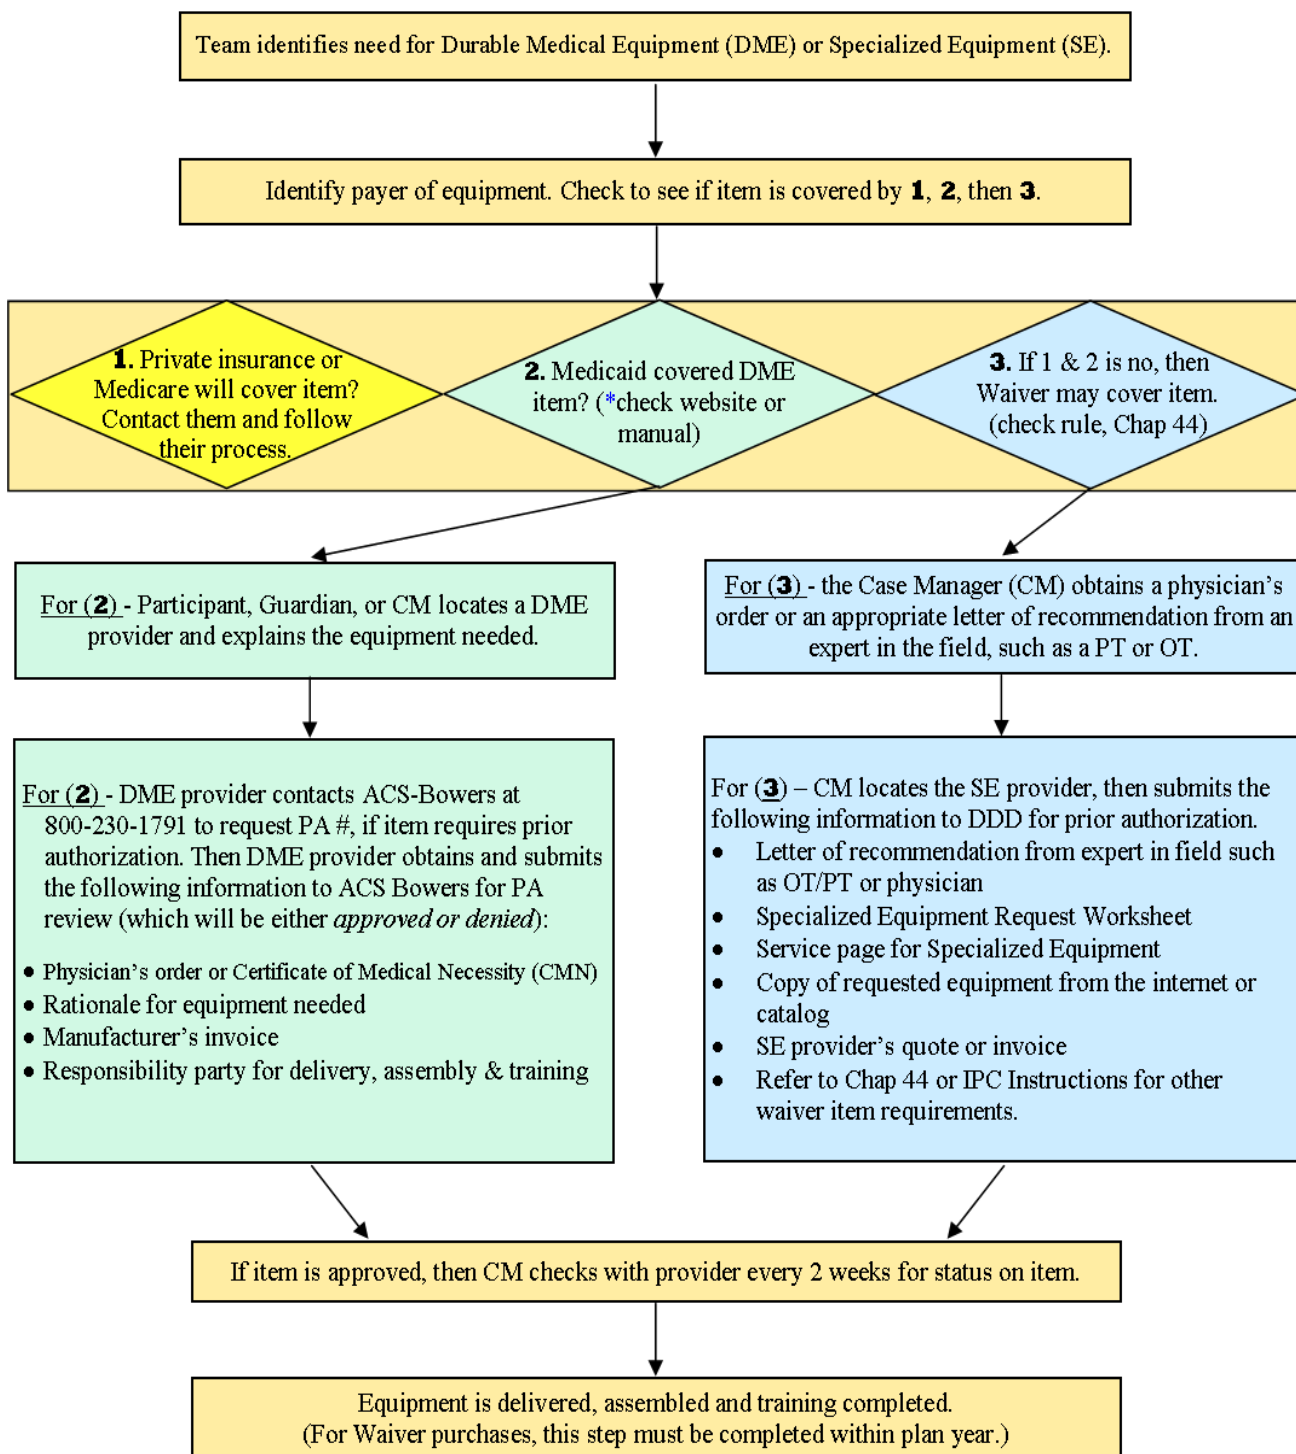 Team identifies need for Durable Medical Equipment (DME) or Specialized Equipment (SE).
Identify payer of equipment. Check to see if item is covered by 1, 2, then 3.
1. Private insurance or
Medicare will cover item?
Contact them and follow
their process.
2. Medicaid covered DME
item? (*check website or
manual)
3. If 1 & 2 is no, then
Waiver may cover item.
(check rule, Chap 44)
For (2) - Participant, Guardian, or CM locates a DME
provider and explains the equipment needed.
For (3) - the Case Manager (CM) obtains a physician's
order or an appropriate letter of recommendation from an
expert in the field, such as a PT or OT.
For (2) - DME provider contacts ACS-Bowers at
800-230-1791 to request PA #, if item requires prior
authorization. Then DME provider obtains and submits
the following information to ACS Bowers for PA
review (which will be either approved or denied):
• Physician's order or Certificate of Medical Necessity (CMN)
• Rationale for equipment needed
• Manufacturer's invoice
• Responsibility party for delivery, assembly & training
For (3) – CM locates the SE provider, then submits the
following information to DDD for prior authorization.
• Letter of recommendation from expert in field such
as OT/PT or physician
• Specialized Equipment Request Worksheet
• Service page for Specialized Equipment
• Copy of requested equipment from the internet or
catalog
• SE provider's quote or invoice
• Refer to Chap 44 or IPC Instructions for other
waiver item requirements.
If item is approved, then CM checks with provider every 2 weeks for status on item.
Equipment is delivered, assembled and training completed.
(For Waiver purchases, this step must be completed within plan year.)